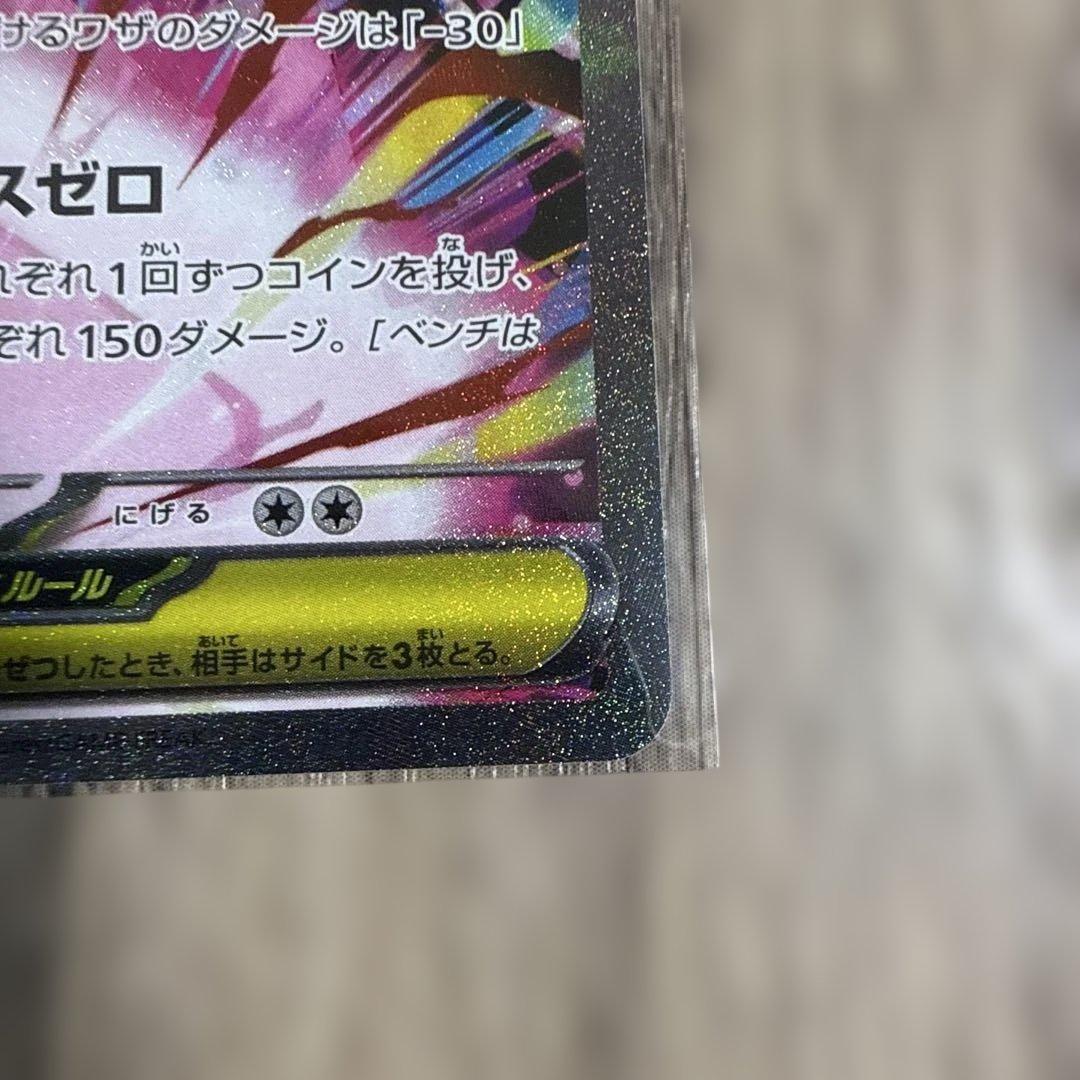 けるワザのダメージは「-30」
スゼロ
れぞれ1回ずつコインを投げ、
ぞれ150ダメージ。[ベンチは
にげる
ルール
ぜつしたとき、相手はサイドを3枚とる。